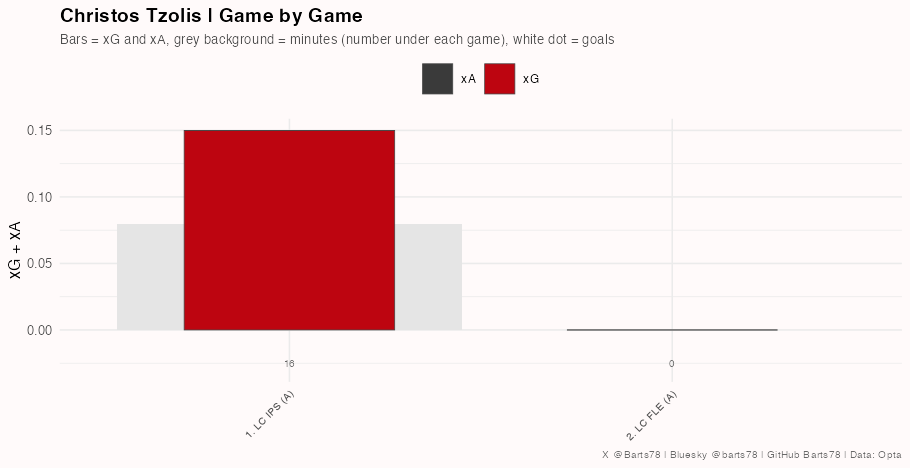 Christos Tzolis | Game by Game
Bars = xG and xA, grey background = minutes (number under each game), white dot = goals
xA xG
xG + xA
0.15
0.10
0.05
0.00
16 0
1. LC IPS (A) 2. LC FLE (A)
X @Barts78 | Bluesky @barts78 | GitHub Barts78 | Data: Opta